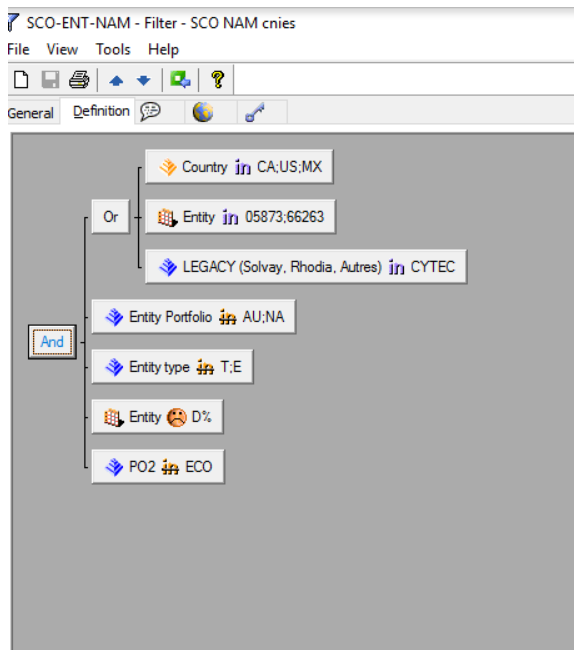 SCO-ENT-NAM - Filter - SCO NAM cnies
File View Tools Help
General Definition
Or
Country in CA;US;MX
Entity in 05873;66263
LEGACY (Solvay, Rhodia, Autres) in CYTEC
And
Entity Portfolio in AU;NA
Entity type in T;E
Entity D%
PO2 in ECO